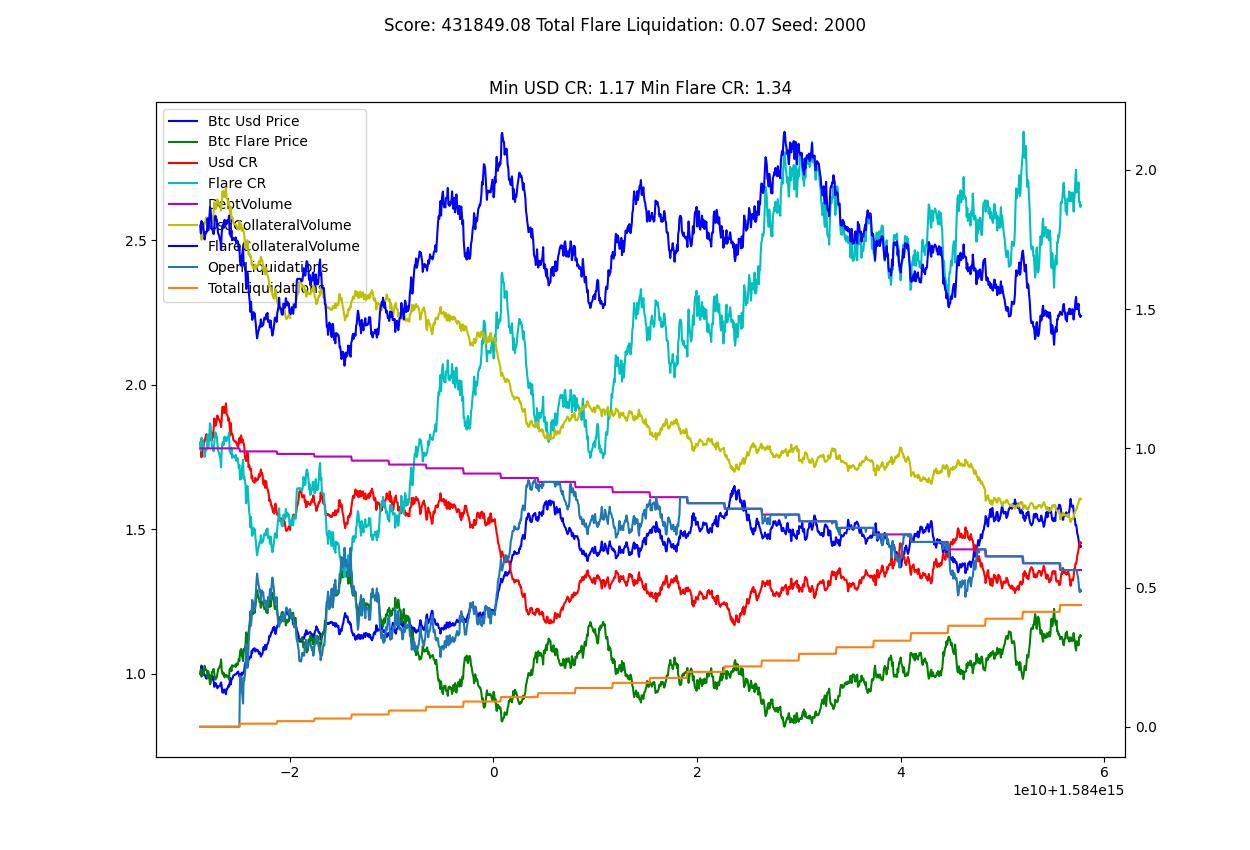 Score: 431849.08 Total Flare Liquidation: 0.07 Seed: 2000
Min USD CR: 1.17 Min Flare CR: 1.34
Btc Usd Price
Btc Flare Price
Usd CR
Flare CR
DebtVolume
UsdCollateralVolume
FlareCollateralVolume
OpenLiquidations
TotalLiquidations
2.5
2.0
1.5
1.0
2.0
1.5
1.0
0.5
0.0
−2 0 2 4 6
1e10+1.584e15